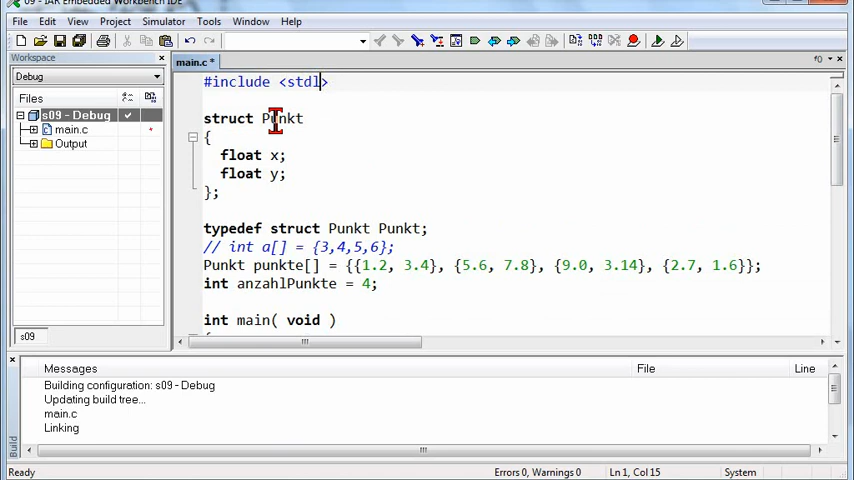 09 - IAR Embedded Workbench IDE
File Edit View Project Simulator Tools Window Help
Workspace
Debug
Files
s09 - Debug
main.c
Output
s09
main.c *
f0
#include <stdl>
struct Punkt
{
float x;
float y;
};
typedef struct Punkt Punkt;
// int a[] = {3,4,5,6};
Punkt punkte[] = {{1.2, 3.4}, {5.6, 7.8}, {9.0, 3.14}, {2.7, 1.6}};
int anzahlPunkte = 4;
int main( void )
Messages File Line
Building configuration: s09 - Debug
Updating build tree...
main.c
Linking
Build
Ready Errors 0, Warnings 0 Ln 1, Col 15 System